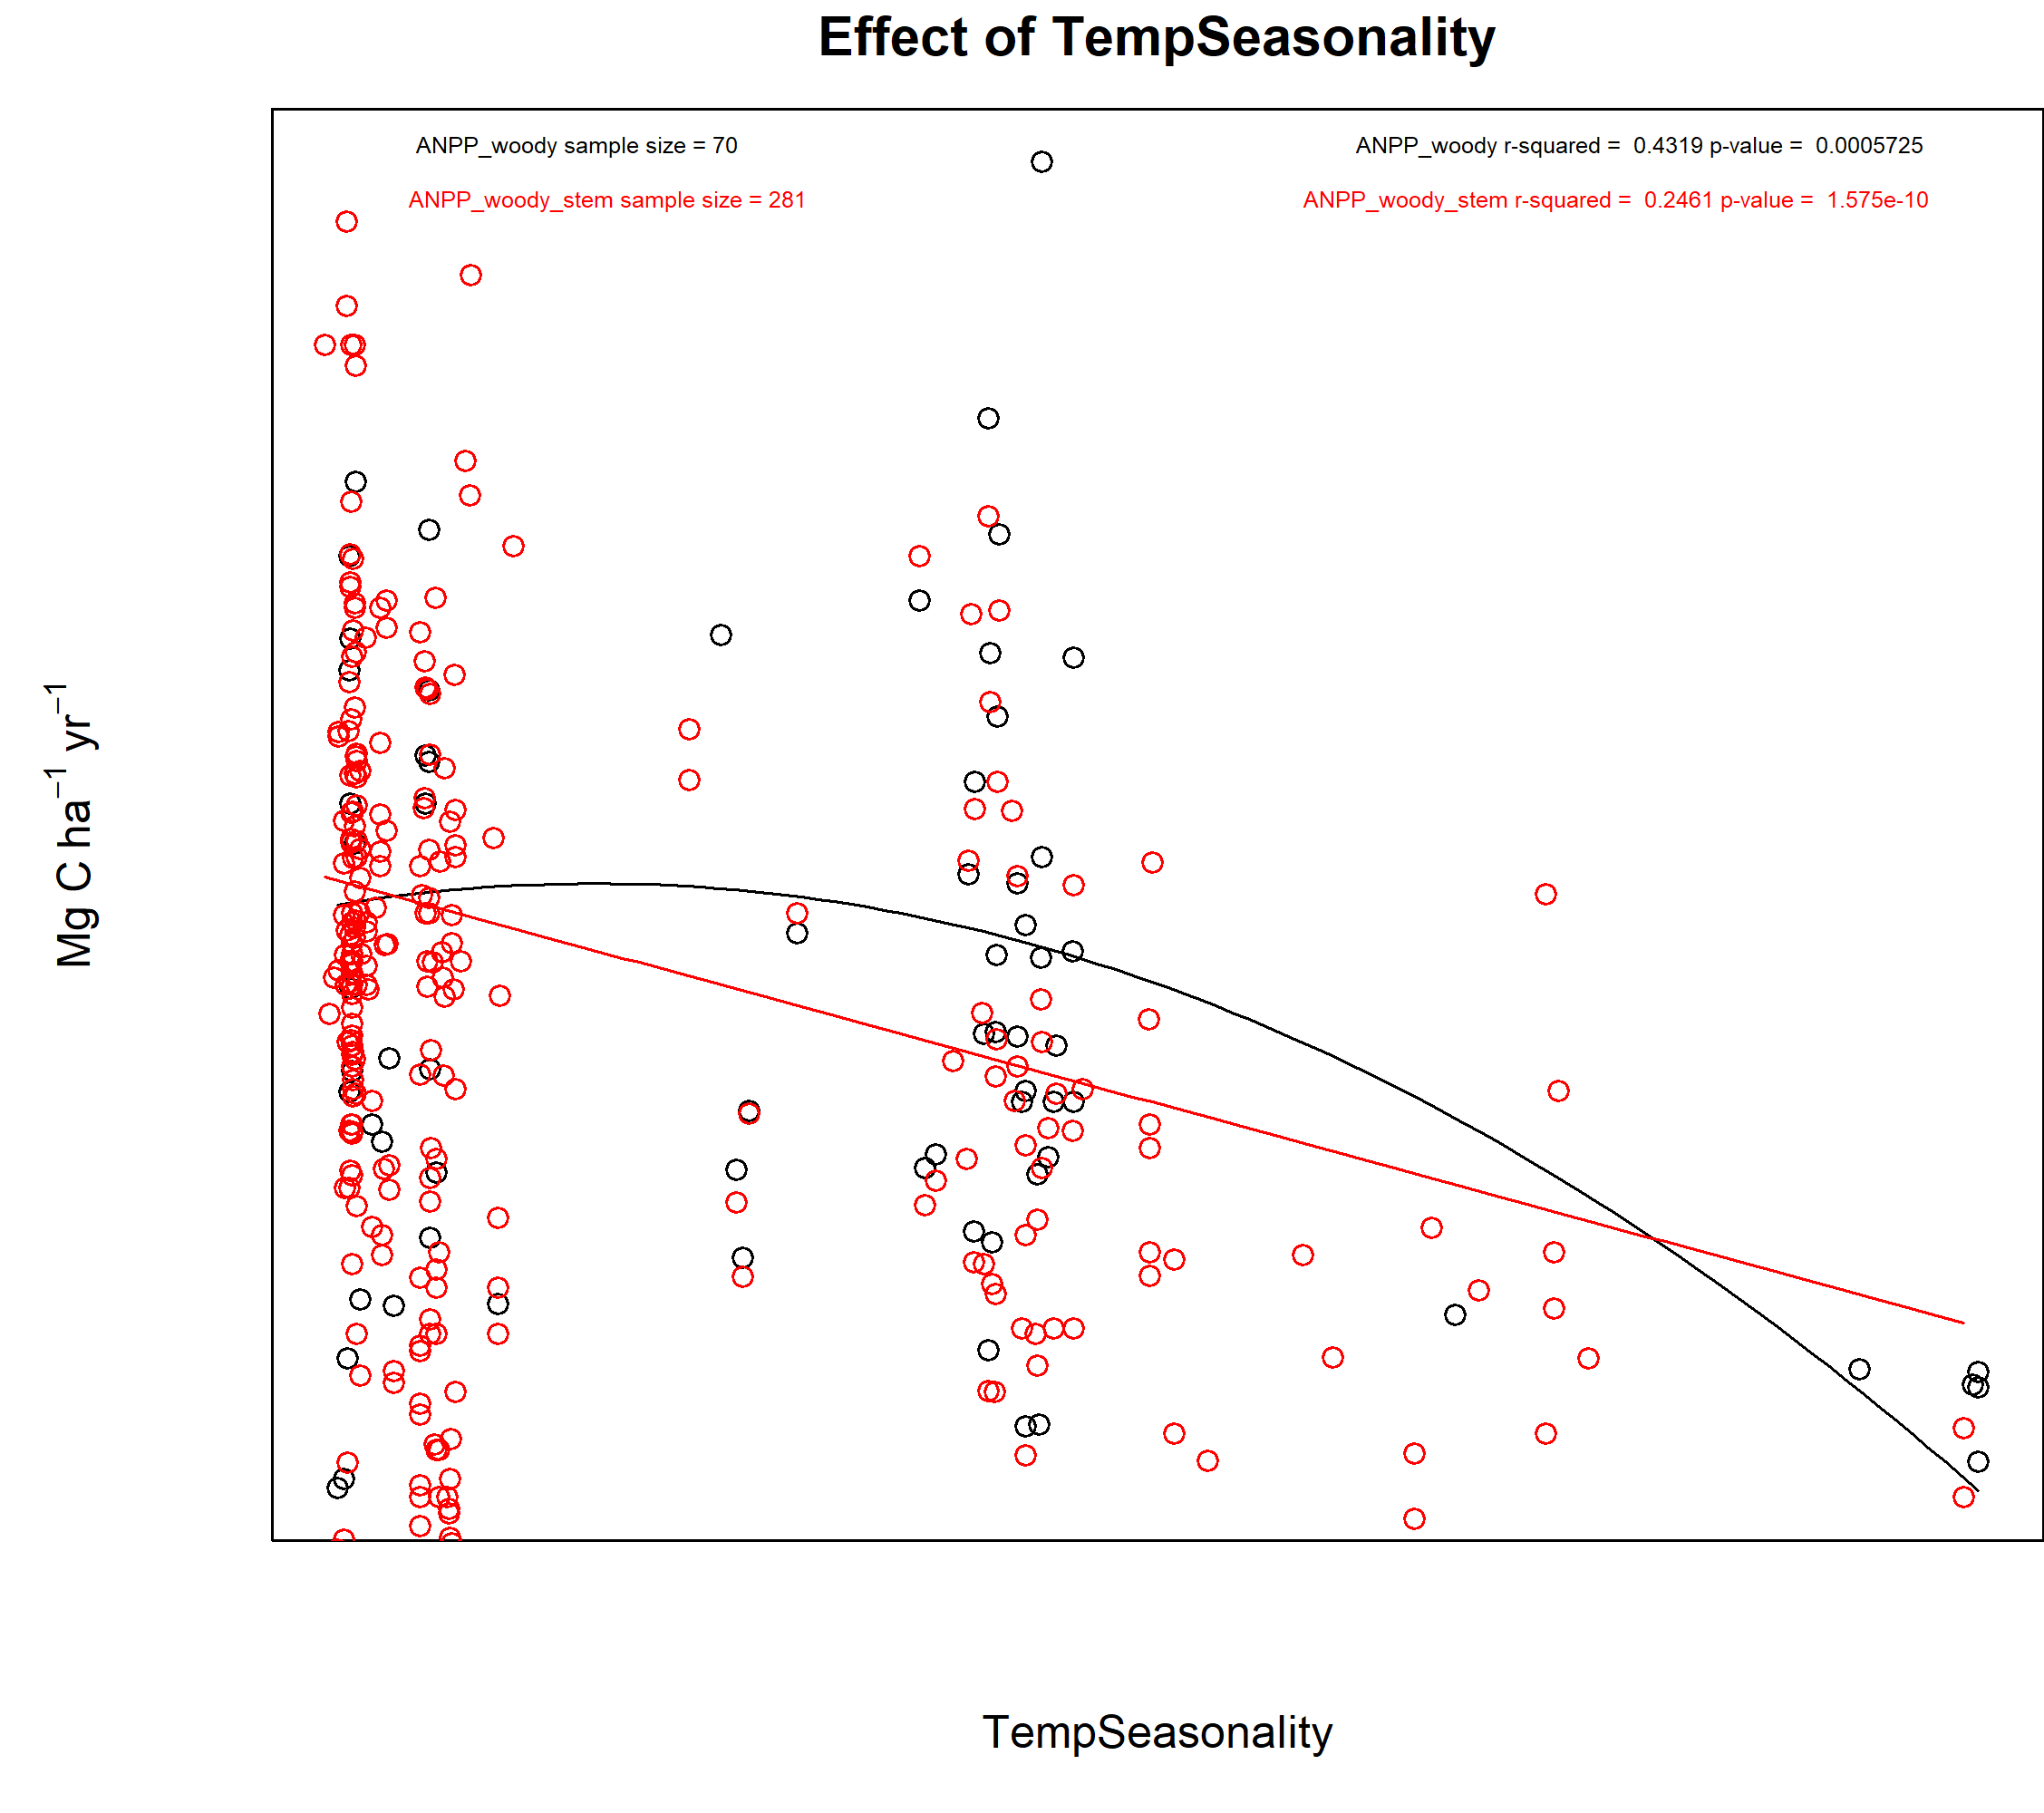 Effect of TempSeasonality
ANPP_woody sample size = 70
ANPP_woody r-squared =  0.4319 p-value =  0.0005725
ANPP_woody_stem sample size = 281
ANPP_woody_stem r-squared =  0.2461 p-value =  1.575e-10
Mg C ha−1 yr−1
TempSeasonality